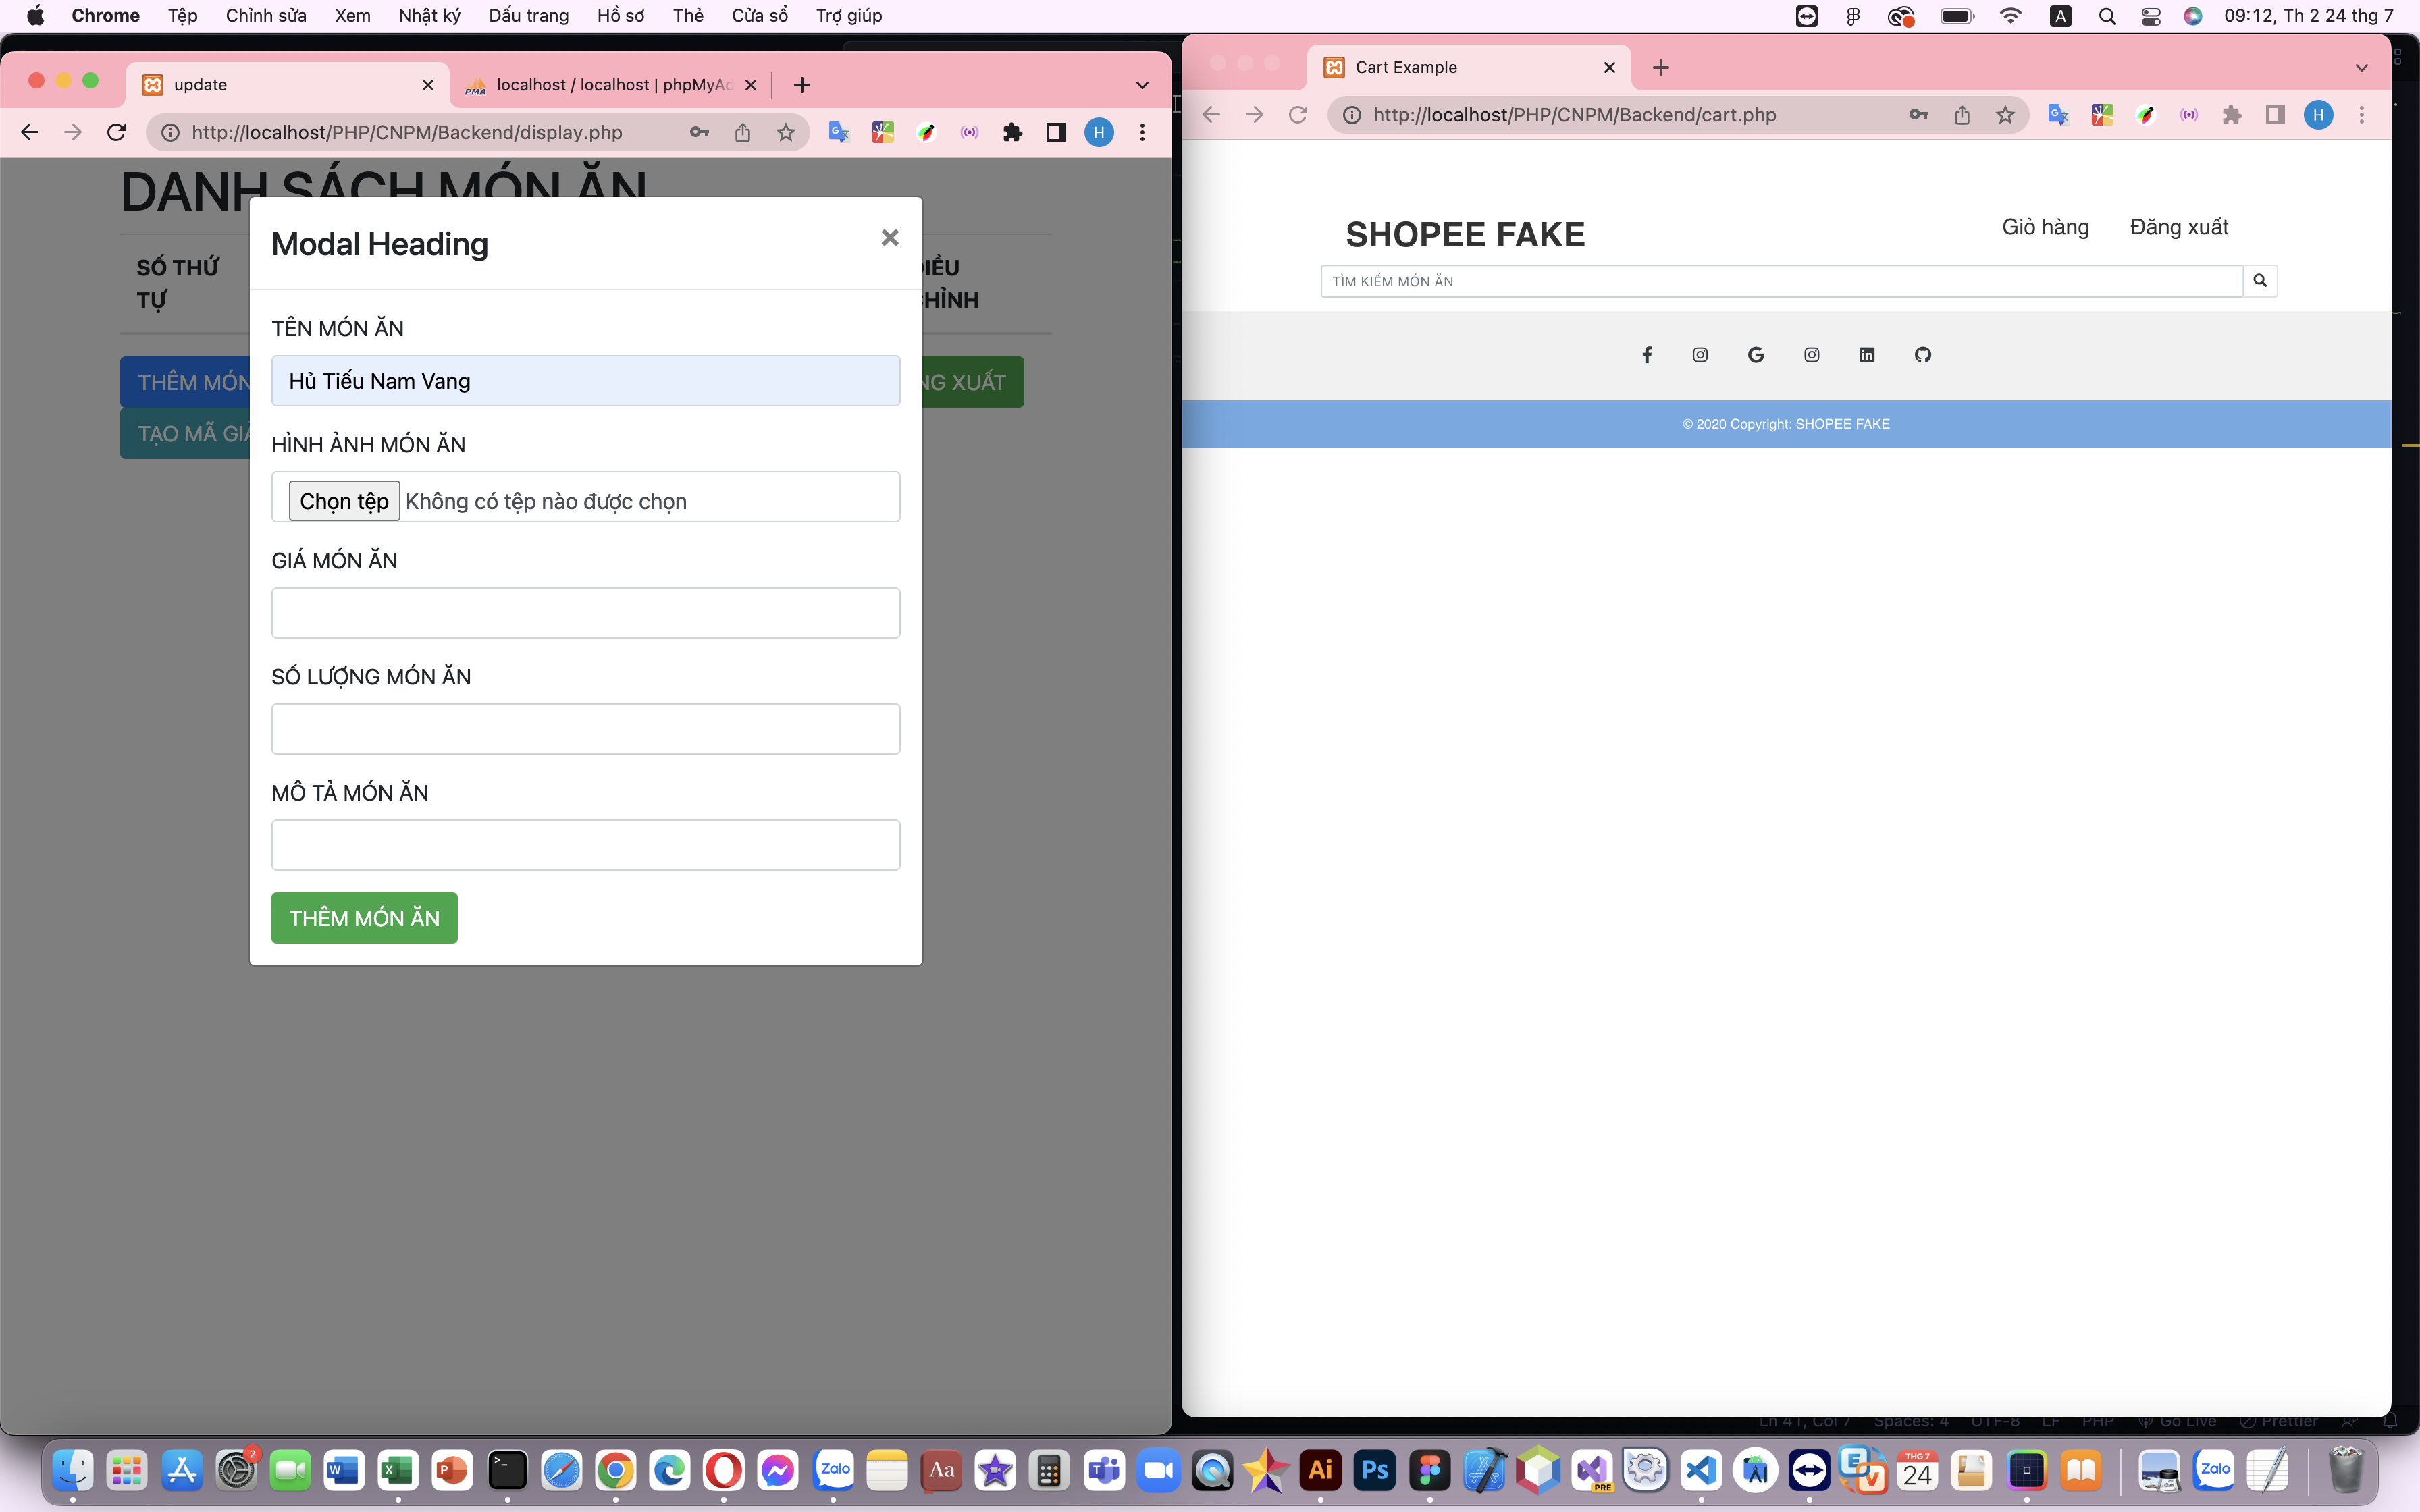 Chrome Tệp Chỉnh sửa Xem Nhật ký Dấu trang Hồ sơ Thẻ Cửa sổ Trợ giúp
A 09:12, Th 2 24 thg 7
update
localhost / localhost | phpMyAd
http://localhost/PHP/CNPM/Backend/display.php
H
DANH SÁCH MÓN ĂN
SỐ THỨ
TỰ
IỀU
HỈNH
THÊM MÓN
NG XUẤT
TẠO MÃ GIẢ
Modal Heading
×
TÊN MÓN ĂN
Hủ Tiếu Nam Vang
HÌNH ẢNH MÓN ĂN
Chọn tệp Không có tệp nào được chọn
GIÁ MÓN ĂN
SỐ LƯỢNG MÓN ĂN
MÔ TẢ MÓN ĂN
THÊM MÓN ĂN
Cart Example
http://localhost/PHP/CNPM/Backend/cart.php
H
SHOPEE FAKE
Giỏ hàng Đăng xuất
TÌM KIẾM MÓN ĂN
© 2020 Copyright: SHOPEE FAKE
Ln 41, Col 7 Spaces: 4 UTF-8 LF PHP Go Live Prettier
2
Zalo
Aa
Ai
Ps
PRE
THG 7
24
Zalo